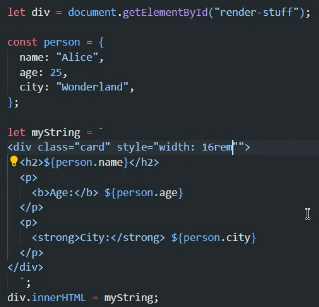 let div = document.getElementById("render-stuff");
const person = {
name: "Alice",
age: 25,
city: "Wonderland",
};
let myString = `
<div class="card" style="width: 16rem"">
<h2>${person.name}</h2>
<p>
<b>Age:</b> ${person.age}
</p>
<p>
<strong>City:</strong> ${person.city}
</p>
</div>
`;
div.innerHTML = myString;